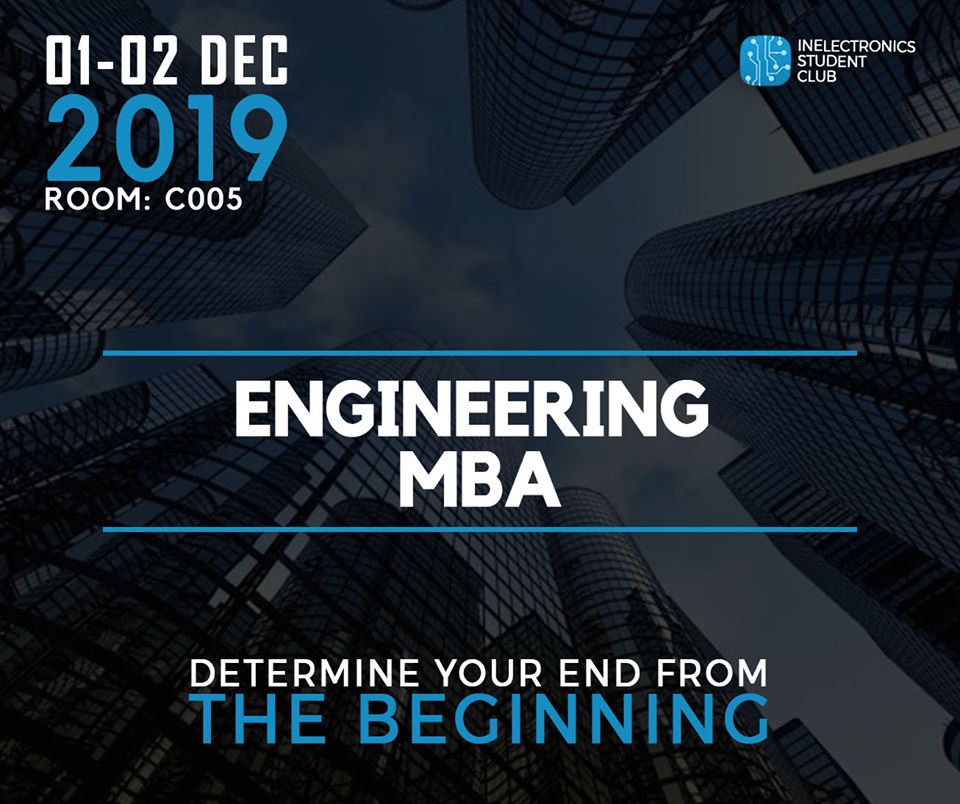 01-02 DEC
2019
ROOM: C005
INELECTRONICS
STUDENT
CLUB
ENGINEERING
MBA
DETERMINE YOUR END FROM
THE BEGINNING